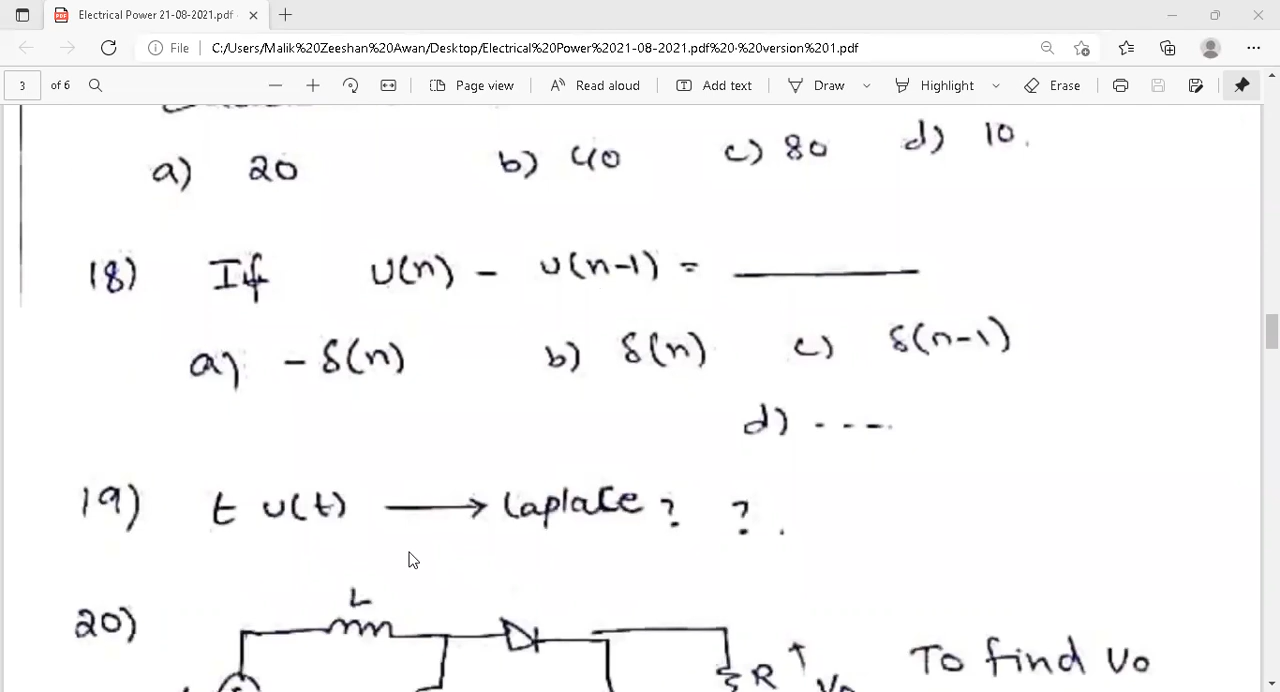 Electrical Power 21-08-2021.pdf -
File C:/Users/Malik%20Zeeshan%20Awan/Desktop/Electrical%20Power%2021-08-2021.pdf%20-%20version%201.pdf
3 of 6 Page view Read aloud Add text Draw Highlight Erase
a) 20 b) 40 c) 80 d) 10.
18) If U(n) - U(n-1) =
a) - δ(n) b) δ(n) c) δ(n-1)
d) ----.
19) t u(t) → Laplace ? ? .
20) L
R Vo To find Vo